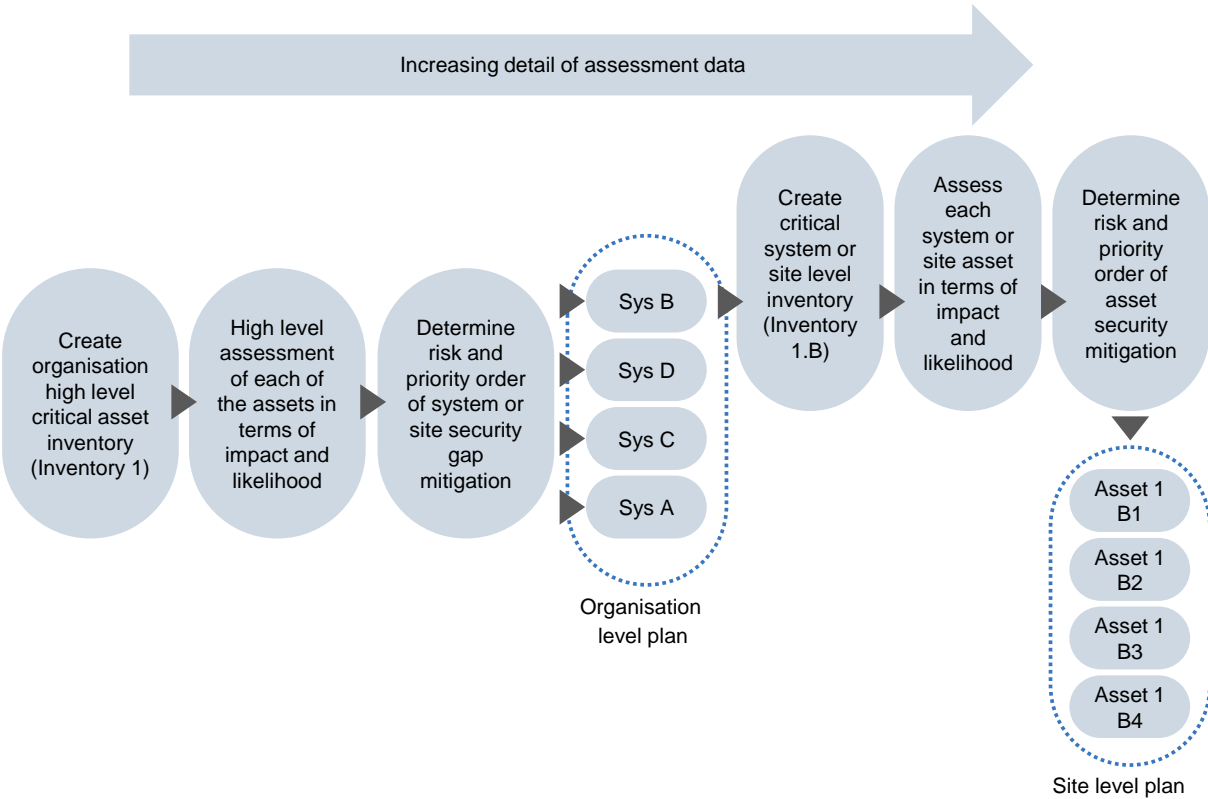 Increasing detail of assessment data
Create
organisation
high level
critical asset
inventory
(Inventory 1)
High level
assessment
of each of
the assets in
terms of
impact and
likelihood
Determine
risk and
priority order
of system or
site security
gap
mitigation
Sys B
Sys D
Sys C
Sys A
Organisation
level plan
Create
critical
system or
site level
inventory
(Inventory
1.B)
Assess
each
system or
site asset
in terms of
impact
and
likelihood
Determine
risk and
priority
order of
asset
security
mitigation
Asset 1
B1
Asset 1
B2
Asset 1
B3
Asset 1
B4
Site level plan